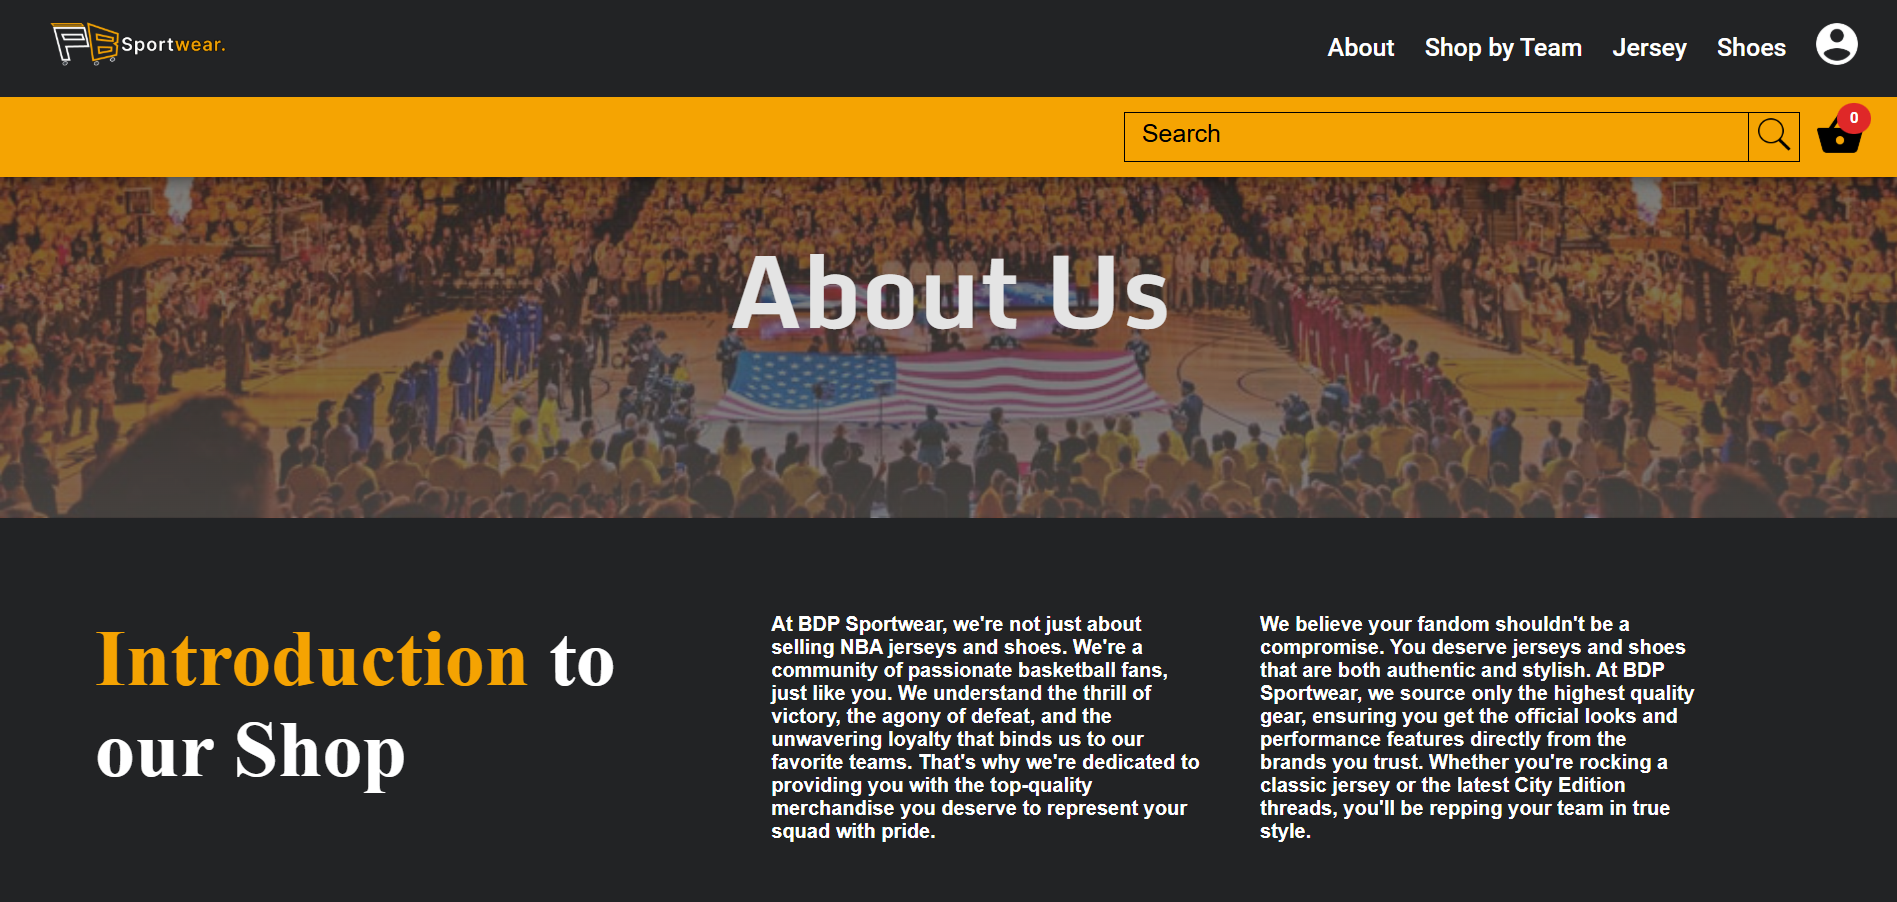 PB Sportwear.
About Shop by Team Jersey Shoes
Search
0
About Us
Introduction to
our Shop
At BDP Sportwear, we're not just about
selling NBA jerseys and shoes. We're a
community of passionate basketball fans,
just like you. We understand the thrill of
victory, the agony of defeat, and the
unwavering loyalty that binds us to our
favorite teams. That's why we're dedicated to
providing you with the top-quality
merchandise you deserve to represent your
squad with pride.
We believe your fandom shouldn't be a
compromise. You deserve jerseys and shoes
that are both authentic and stylish. At BDP
Sportwear, we source only the highest quality
gear, ensuring you get the official looks and
performance features directly from the
brands you trust. Whether you're rocking a
classic jersey or the latest City Edition
threads, you'll be repping your team in true
style.